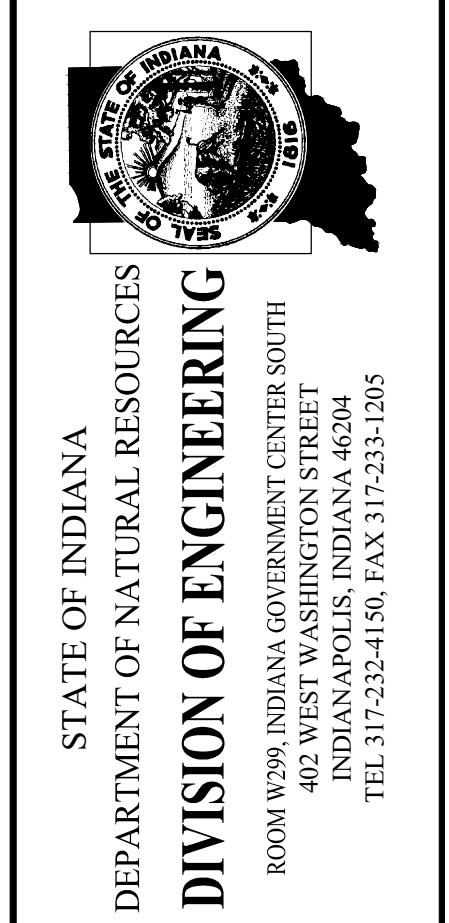 STATE OF INDIANA
DEPARTMENT OF NATURAL RESOURCES
DIVISION OF ENGINEERING
ROOM W299, INDIANA GOVERNMENT CENTER SOUTH
402 WEST WASHINGTON STREET
INDIANAPOLIS, INDIANA 46204
TEL 317-232-4150, FAX 317-233-1205
SEAL OF THE STATE OF INDIANA
1816